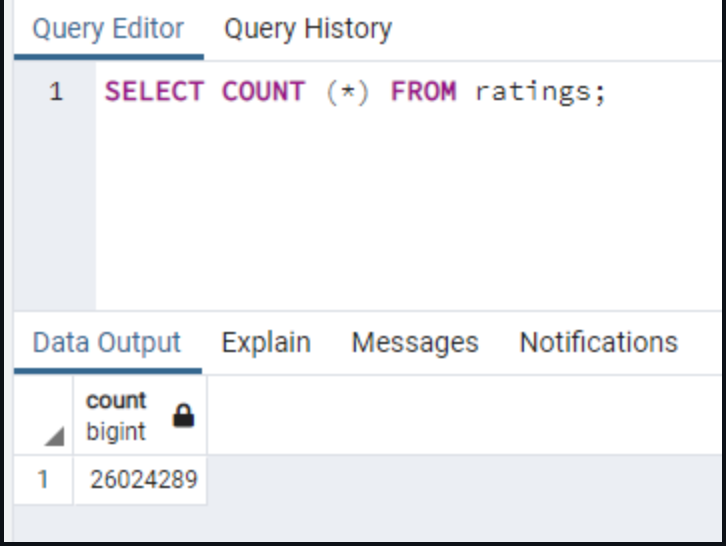 Query Editor Query History
1 SELECT COUNT (*) FROM ratings;
Data Output Explain Messages Notifications
count
bigint
1 26024289